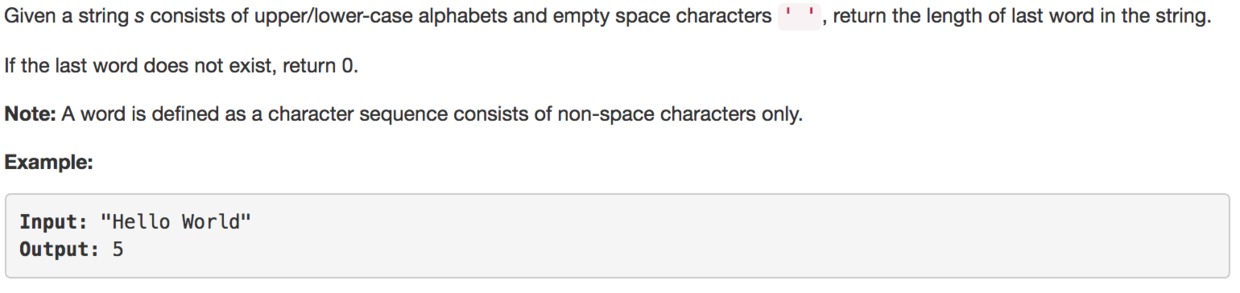 Given a string s consists of upper/lower-case alphabets and empty space characters ' ', return the length of last word in the string.
If the last word does not exist, return 0.
Note: A word is defined as a character sequence consists of non-space characters only.
Example:
Input: "Hello World"
Output: 5